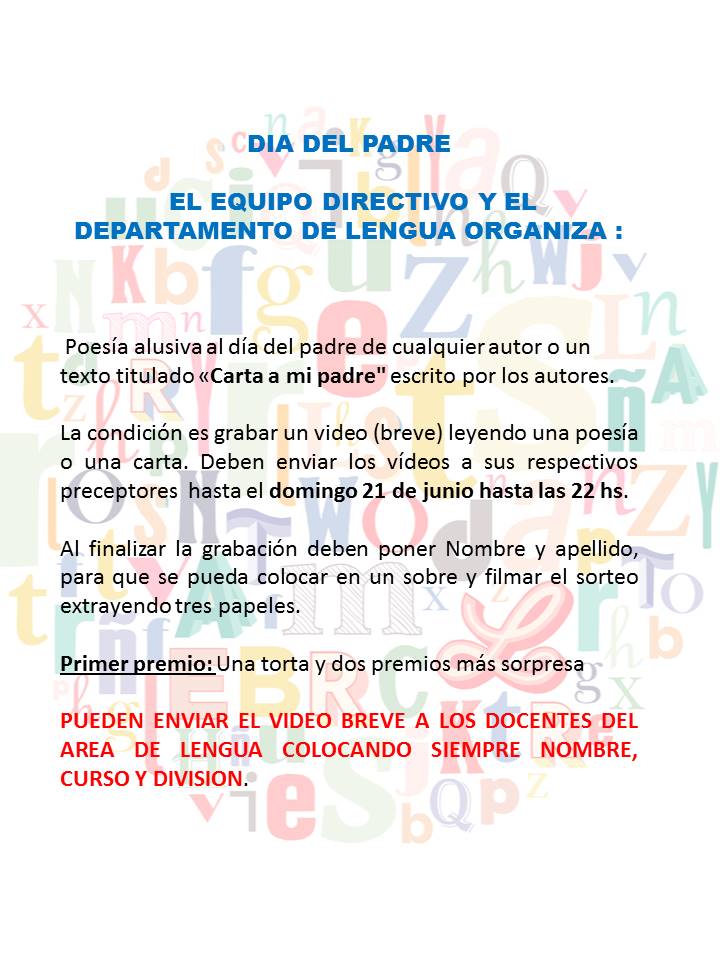 DIA DEL PADRE
EL EQUIPO DIRECTIVO Y EL
DEPARTAMENTO DE LENGUA ORGANIZA :
Poesía alusiva al día del padre de cualquier autor o un
texto titulado «Carta a mi padre" escrito por los autores.
La condición es grabar un video (breve) leyendo una poesía
o una carta. Deben enviar los vídeos a sus respectivos
preceptores hasta el domingo 21 de junio hasta las 22 hs.
Al finalizar la grabación deben poner Nombre y apellido,
para que se pueda colocar en un sobre y filmar el sorteo
extrayendo tres papeles.
Primer premio: Una torta y dos premios más sorpresa
PUEDEN ENVIAR EL VIDEO BREVE A LOS DOCENTES DEL
AREA DE LENGUA COLOCANDO SIEMPRE NOMBRE,
CURSO Y DIVISION.